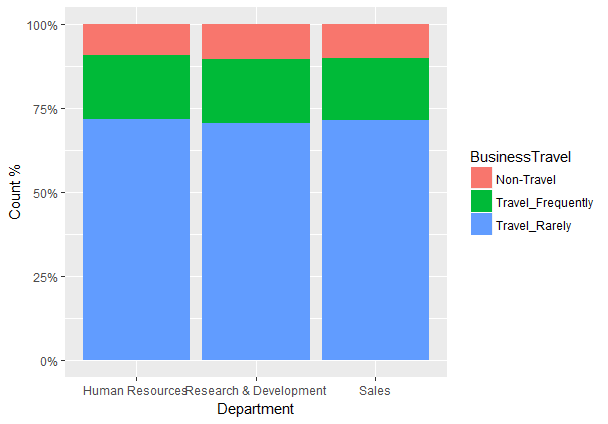 100%
75%
50%
25%
0%
Count %
Human Resources
Research & Development
Sales
Department
BusinessTravel
Non-Travel
Travel_Frequently
Travel_Rarely